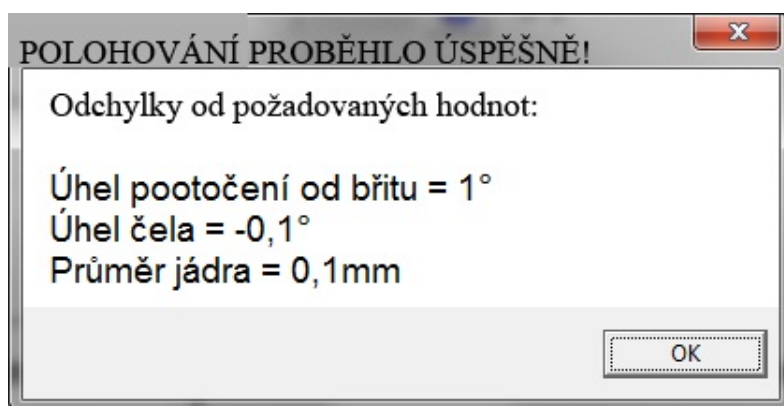 POLOHOVÁNÍ PROBĚHLO ÚSPĚŠNĚ!
Odchylky od požadovaných hodnot:
Úhel pootočení od břitu = 1°
Úhel čela = -0,1°
Průměr jádra = 0,1mm
OK